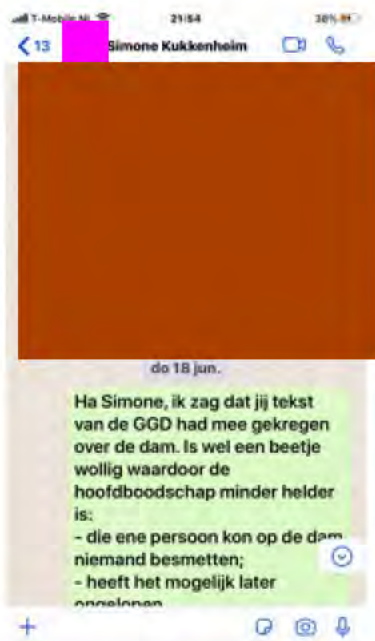 T-Mobile NL 21:54 38%
13 Simone Kukkenheim
do 18 jun.
Ha Simone, ik zag dat jij tekst
van de GGD had mee gekregen
over de dam. Is wel een beetje
wollig waardoor de
hoofdboodschap minder helder
is:
- die ene persoon kon op de dam
niemand besmetten;
- heeft het mogelijk later
opgelopen